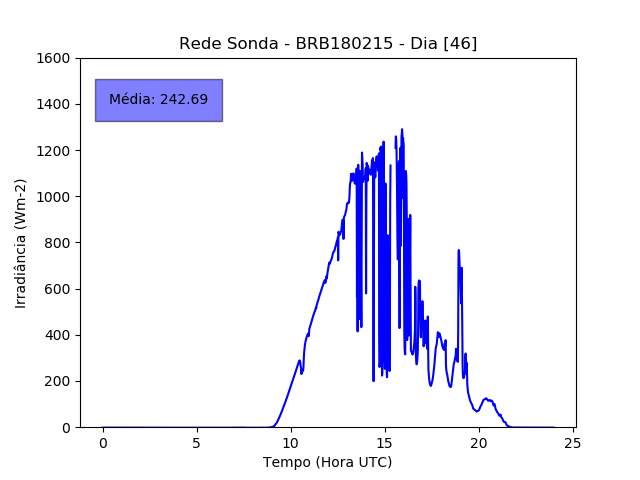 Rede Sonda - BRB180215 - Dia [46]
Média: 242.69
Irradiância (Wm-2)
1600
1400
1200
1000
800
600
400
200
0
0 5 10 15 20 25
Tempo (Hora UTC)